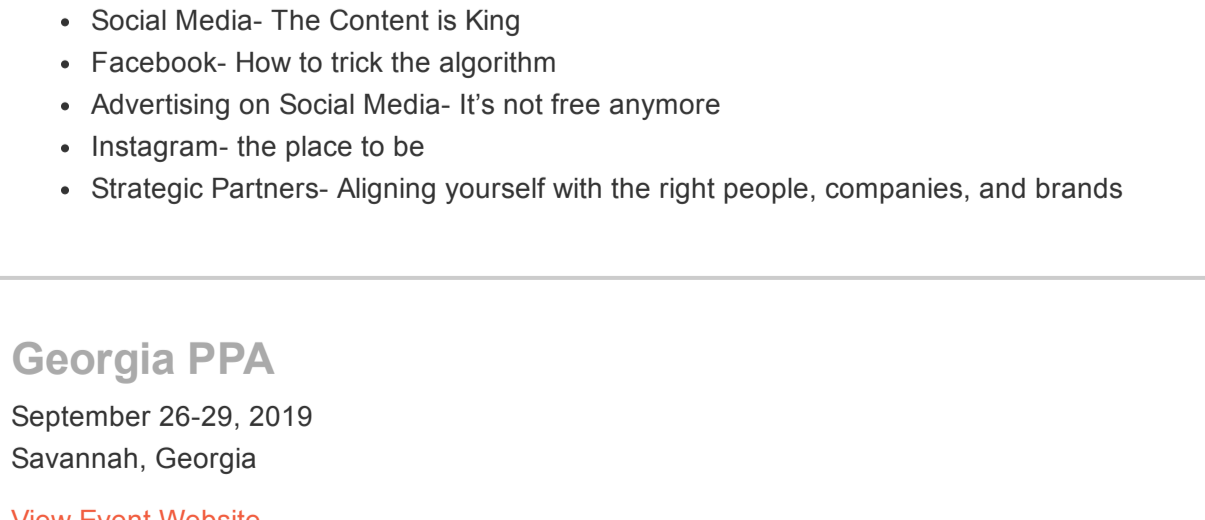 Social Media- The Content is King
Facebook- How to trick the algorithm
Advertising on Social Media- It’s not free anymore
Instagram- the place to be
Strategic Partners- Aligning yourself with the right people, companies, and brands
Georgia PPA
September 26-29, 2019
Savannah, Georgia
View Event Website